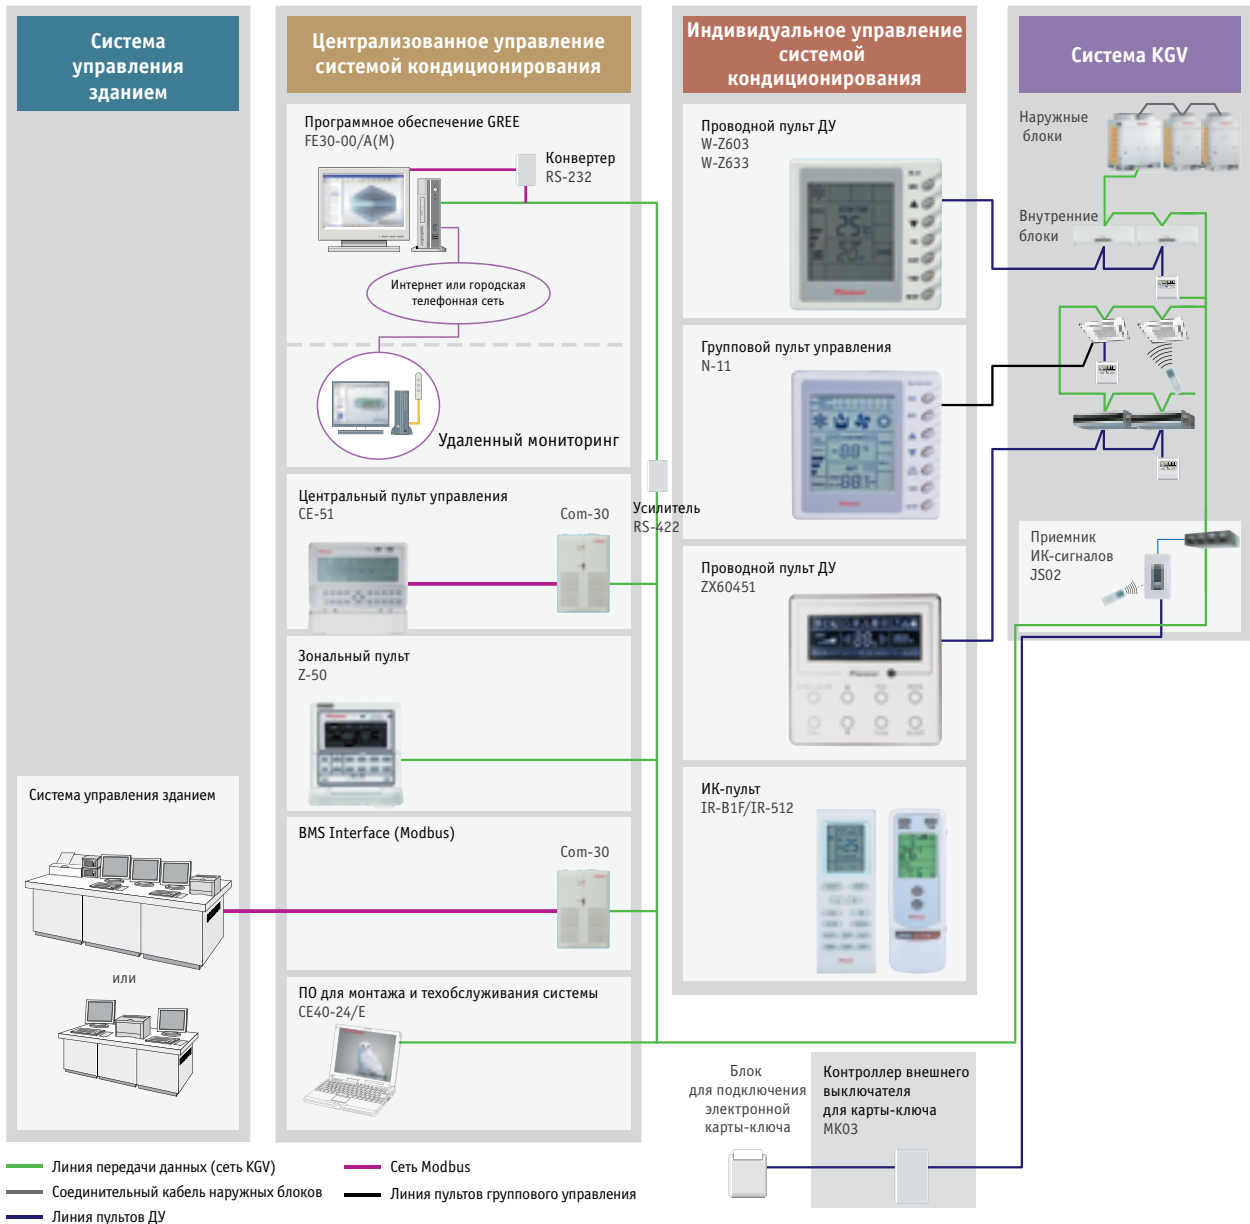 Система
управления
зданием
Централизованное управление
системой кондиционирования
Индивидуальное управление
системой
кондиционирования
Система KGV
Программное обеспечение GREE
FE30-00/A(M)
Конвертер
RS-232
Интернет или городская
телефонная сеть
Удаленный мониторинг
Центральный пульт управления
CE-51
Com-30
Усилитель
RS-422
Зональный пульт
Z-50
BMS Interface (Modbus)
Com-30
ПО для монтажа и техобслуживания системы
CE40-24/E
Система управления зданием
или
Проводной пульт ДУ
W-Z603
W-Z633
Групповой пульт управления
N-11
Проводной пульт ДУ
ZX60451
ИК-пульт
IR-B1F/IR-512
Наружные
блоки
Внутренние
блоки
Приемник
ИК-сигналов
JS02
Блок
для подключения
электронной
карты-ключа
Контроллер внешнего
выключателя
для карты-ключа
MK03
Линия передачи данных (сеть KGV)
Соединительный кабель наружных блоков
Линия пультов ДУ
Сеть Modbus
Линия пультов группового управления